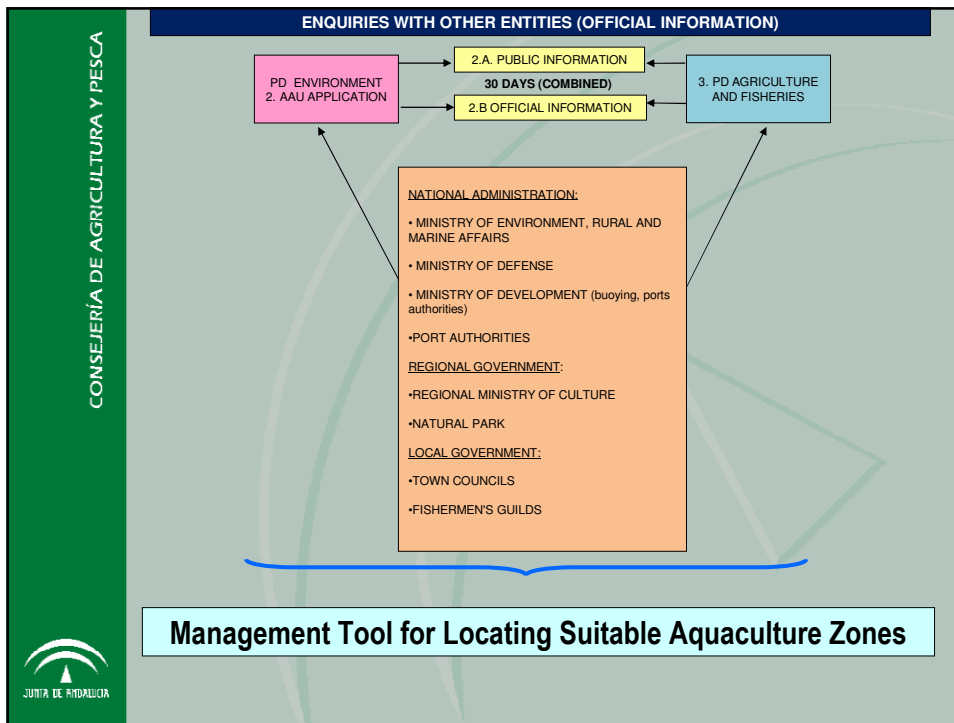 ENQUIRIES WITH OTHER ENTITIES (OFFICIAL INFORMATION)
CONSEJERÍA DE AGRICULTURA Y PESCA
PD ENVIRONMENT
2. AAU APPLICATION
2.A. PUBLIC INFORMATION
30 DAYS (COMBINED)
2.B OFFICIAL INFORMATION
3. PD AGRICULTURE
AND FISHERIES
NATIONAL ADMINISTRATION:
• MINISTRY OF ENVIRONMENT, RURAL AND
MARINE AFFAIRS
• MINISTRY OF DEFENSE
• MINISTRY OF DEVELOPMENT (buoying, ports
authorities)
•PORT AUTHORITIES
REGIONAL GOVERNMENT:
•REGIONAL MINISTRY OF CULTURE
•NATURAL PARK
LOCAL GOVERNMENT:
•TOWN COUNCILS
•FISHERMEN'S GUILDS
Management Tool for Locating Suitable Aquaculture Zones
JUNTA DE ANDALUCIA